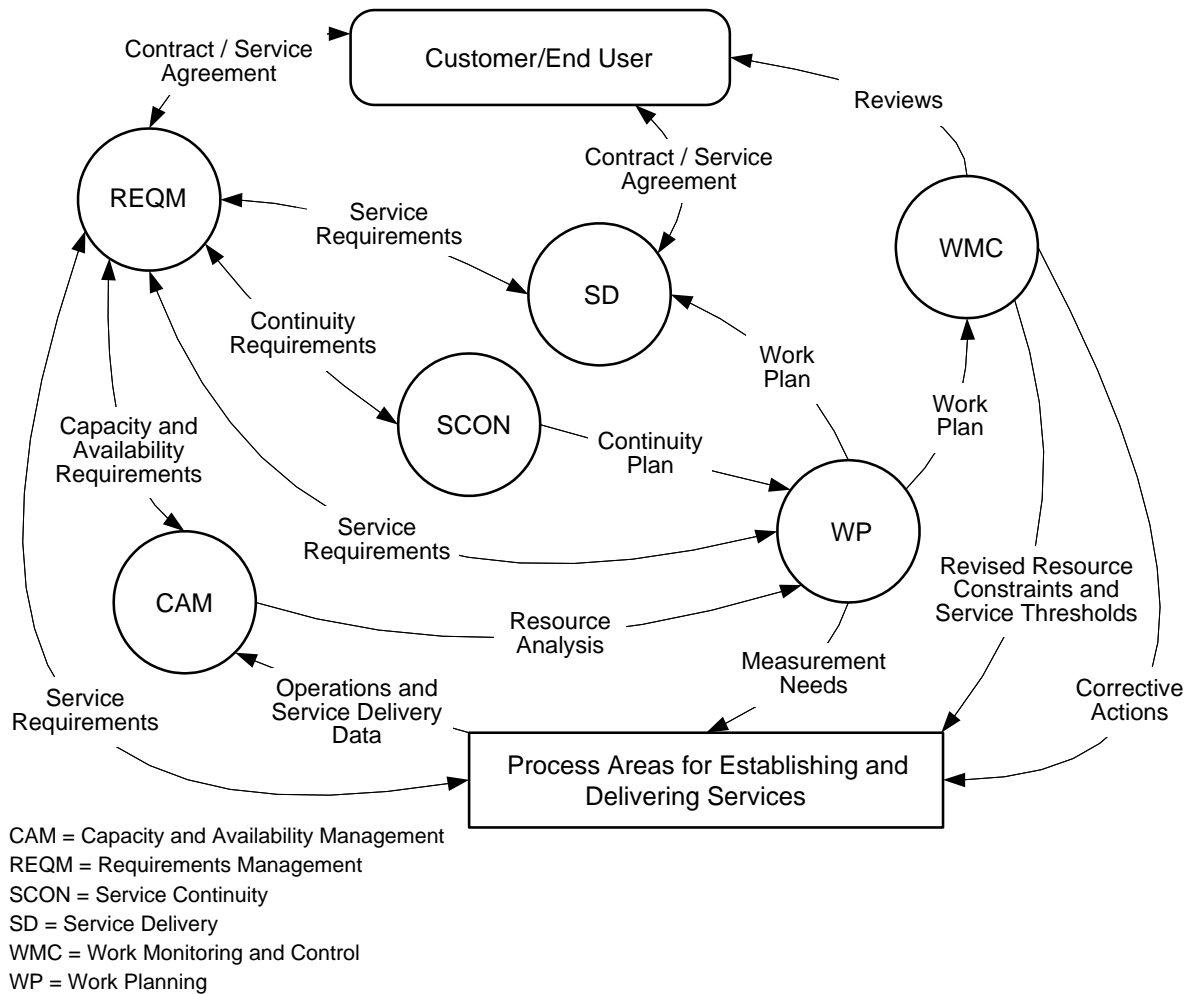 Contract / Service
Agreement
Customer/End User
Reviews
Contract / Service
Agreement
REQM
Service
Requirements
WMC
SD
Continuity
Requirements
Work
Plan
Work
Plan
Capacity and
Availability
Requirements
SCON
Continuity
Plan
Service
Requirements
WP
Revised Resource
Constraints and
Service Thresholds
CAM
Resource
Analysis
Measurement
Needs
Service
Requirements
Operations and
Service Delivery
Data
Corrective
Actions
Process Areas for Establishing and
Delivering Services
CAM = Capacity and Availability Management
REQM = Requirements Management
SCON = Service Continuity
SD = Service Delivery
WMC = Work Monitoring and Control
WP = Work Planning